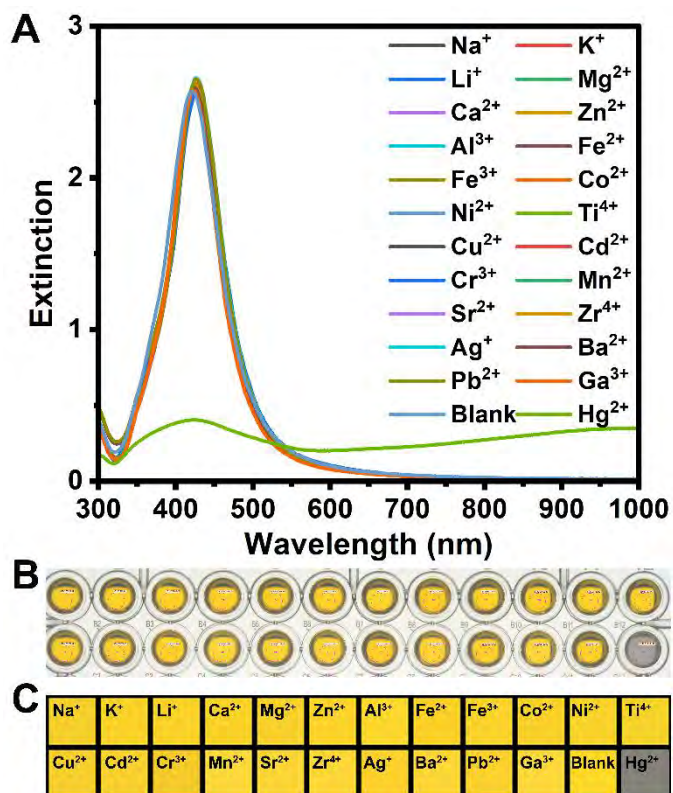 A
3
Na⁺ K⁺
Li⁺ Mg²⁺
Ca²⁺ Zn²⁺
Al³⁺ Fe²⁺
Fe³⁺ Co²⁺
Ni²⁺ Ti⁴⁺
Cu²⁺ Cd²⁺
Cr³⁺ Mn²⁺
Sr²⁺ Zr⁴⁺
Ag⁺ Ba²⁺
Pb²⁺ Ga³⁺
Blank Hg²⁺
2
1
0
Extinction
300 400 500 600 700 800 900 1000
Wavelength (nm)
B
C
Na⁺ K⁺ Li⁺ Ca²⁺ Mg²⁺ Zn²⁺ Al³⁺ Fe²⁺ Fe³⁺ Co²⁺ Ni²⁺ Ti⁴⁺
Cu²⁺ Cd²⁺ Cr³⁺ Mn²⁺ Sr²⁺ Zr⁴⁺ Ag⁺ Ba²⁺ Pb²⁺ Ga³⁺ Blank Hg²⁺